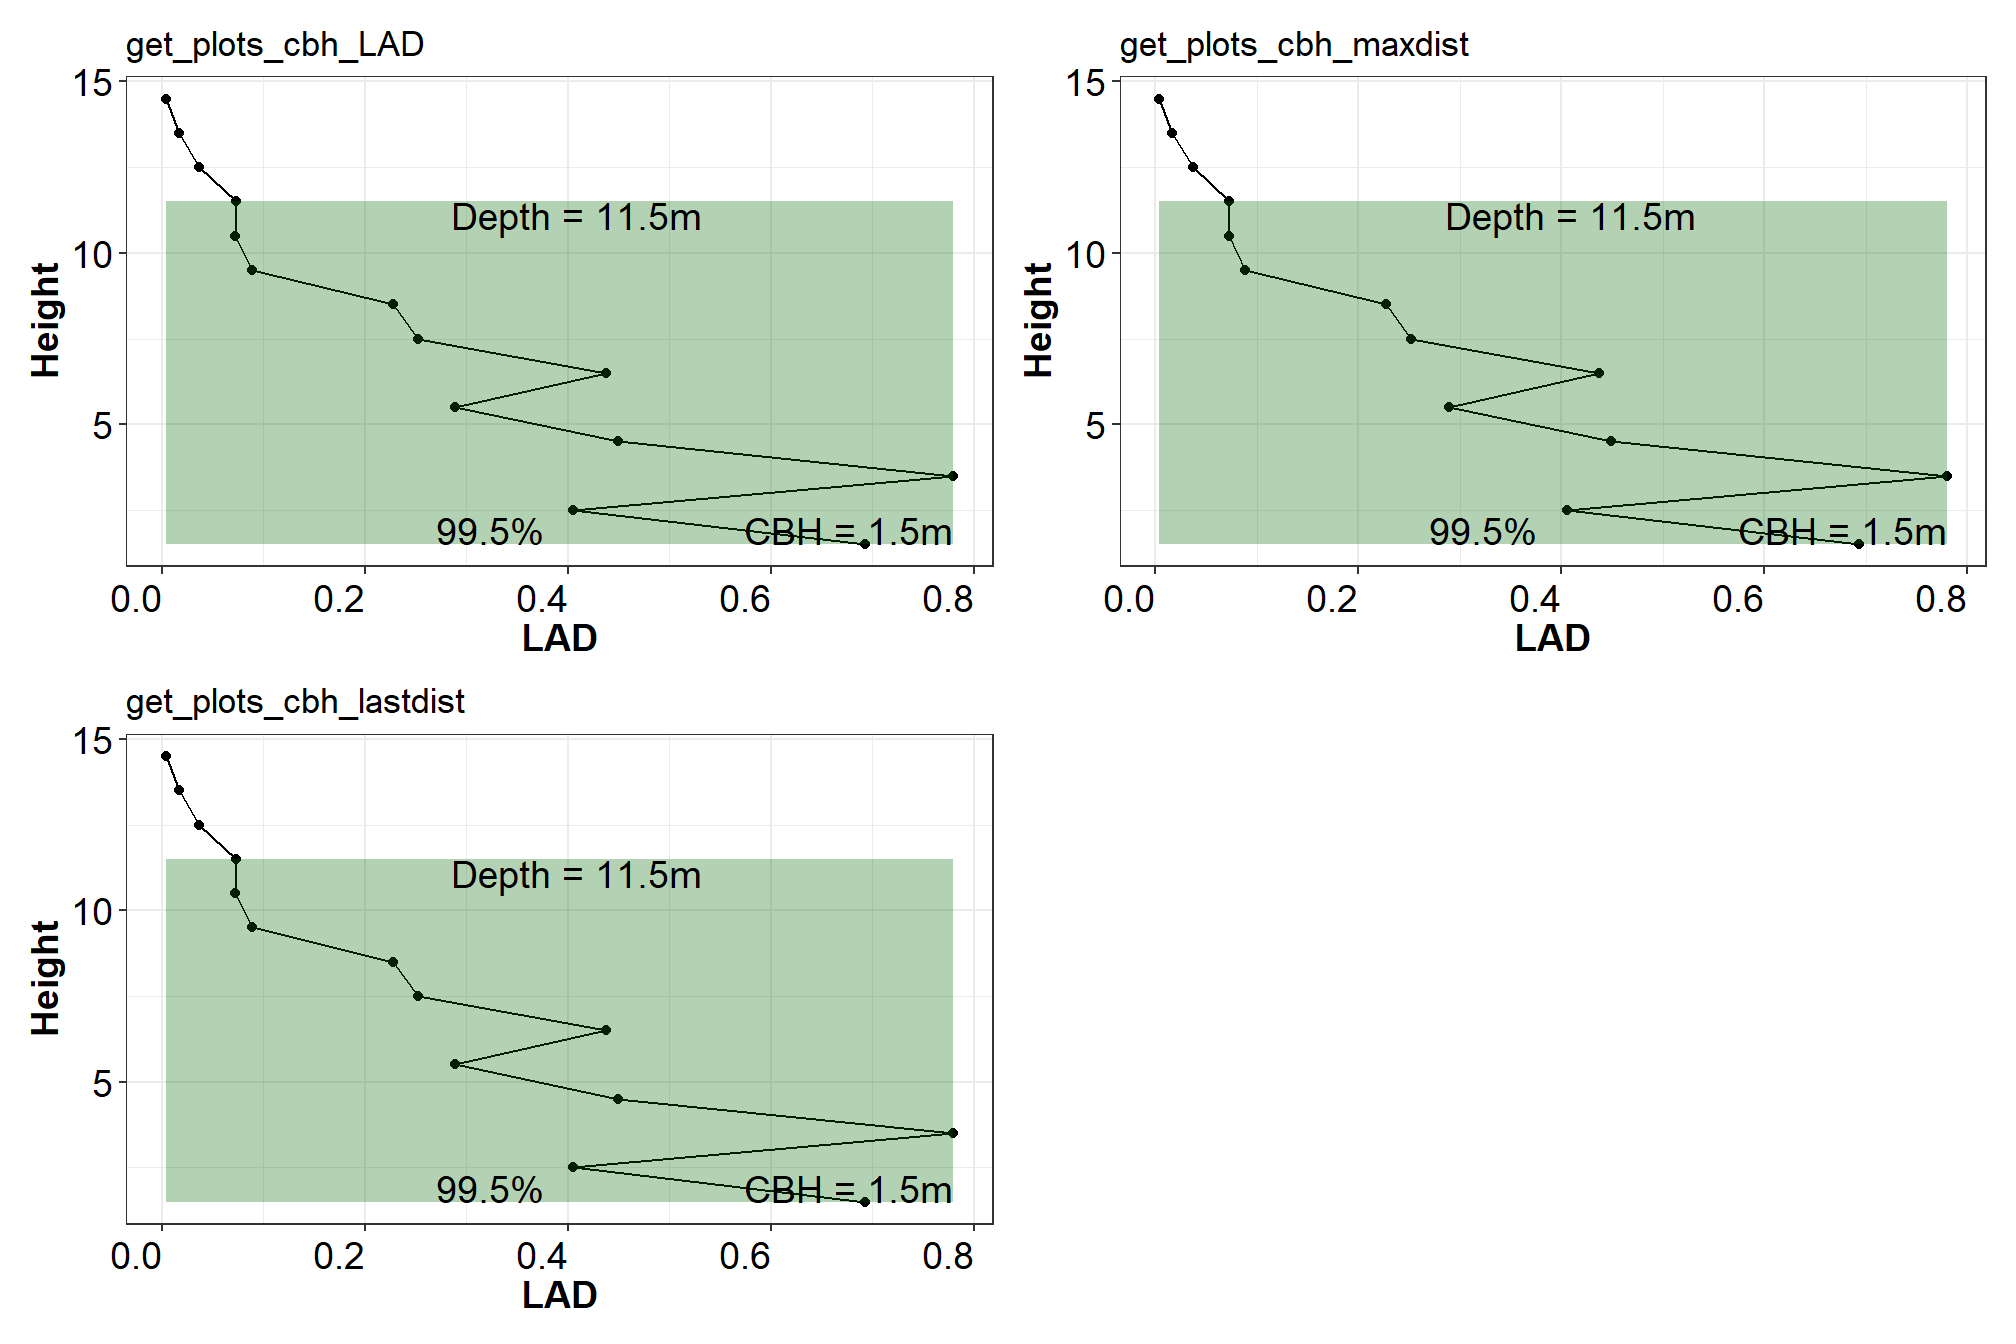 get_plots_cbh_LAD
15
10
5
Height
Depth = 11.5m
99.5%
CBH = 1.5m
0.0 0.2 0.4 0.6 0.8
LAD
get_plots_cbh_maxdist
15
10
5
Height
Depth = 11.5m
99.5%
CBH = 1.5m
0.0 0.2 0.4 0.6 0.8
LAD
get_plots_cbh_lastdist
15
10
5
Height
Depth = 11.5m
99.5%
CBH = 1.5m
0.0 0.2 0.4 0.6 0.8
LAD